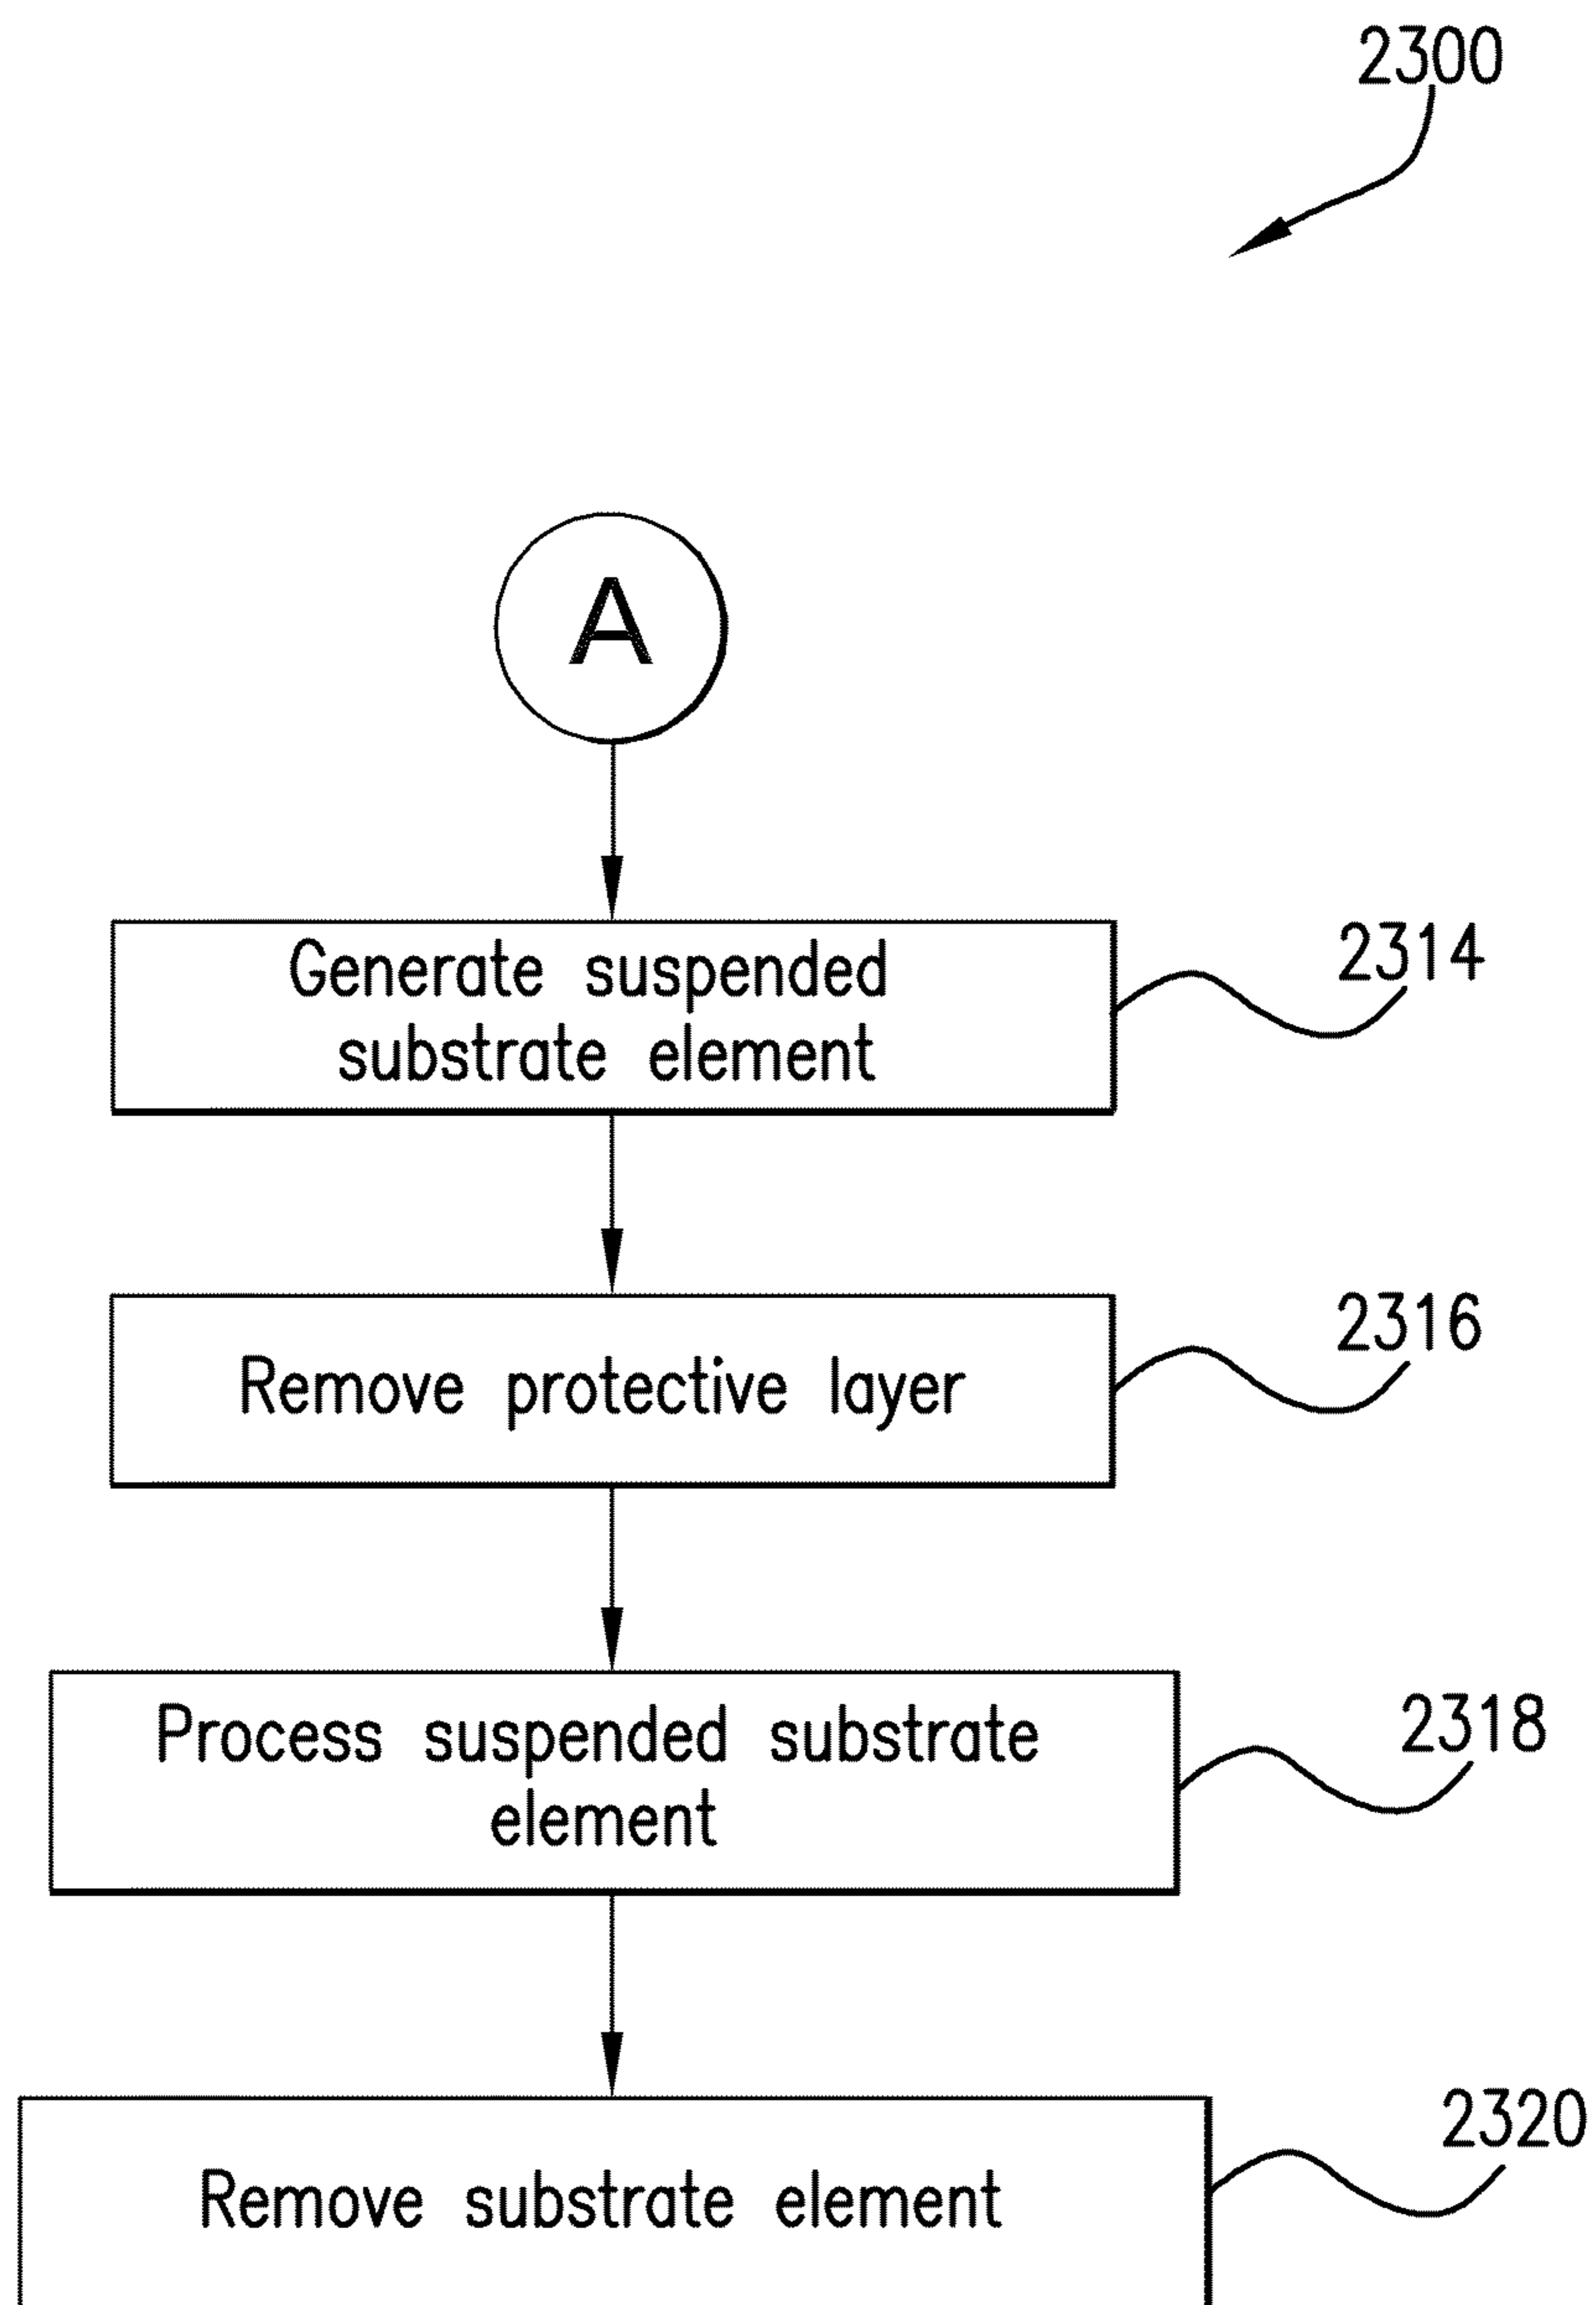 2300
A
Generate suspended
substrate element
2314
Remove protective layer
2316
Process suspended substrate
element
2318
Remove substrate element
2320